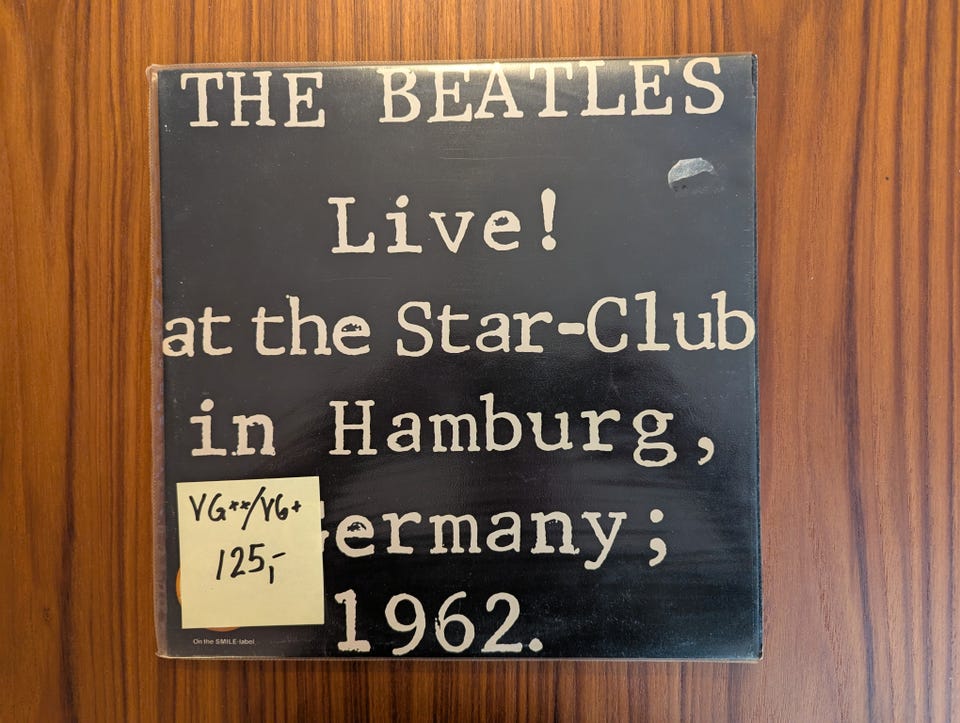 THE BEATLES
Live!
at the Star-Club
in Hamburg,
VG++/VG+
ermany;
125,-
1962.
On the SMILE-label.